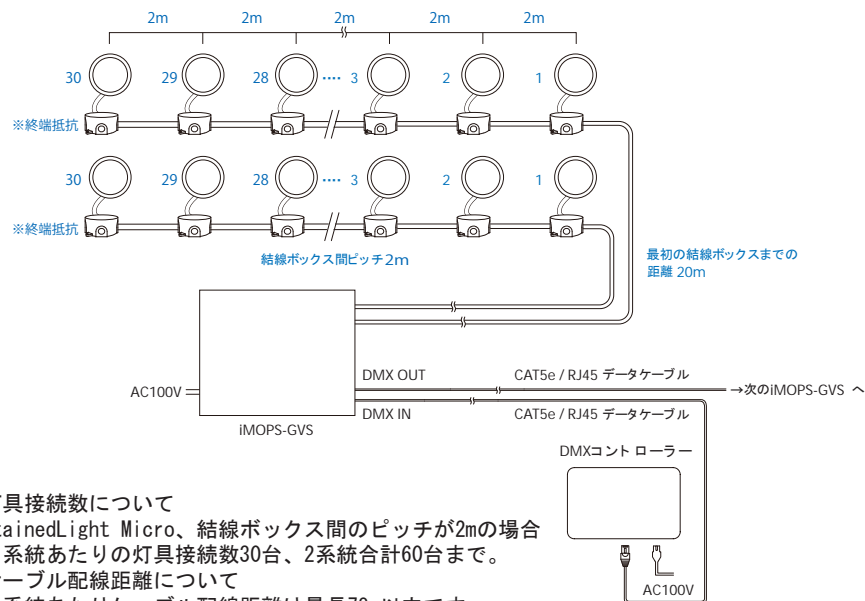 2m 2m 2m 2m 2m
30 29 28 ···· 3 2 1
※終端抵抗
30 29 28 ···· 3 2 1
※終端抵抗
結線ボックス間ピッチ2m
最初の結線ボックスまでの
距離 20m
DMX OUT CAT5e / RJ45 データケーブル →次のiMOPS-GVS へ
AC100V
DMX IN CAT5e / RJ45 データケーブル
iMOPS-GVS
DMXコントローラー
AC100V
具接続数について
tainedLight Micro、結線ボックス間のピッチが2mの場合
系統あたりの灯具接続数30台、2系統合計60台まで。
ーブル配線距離について